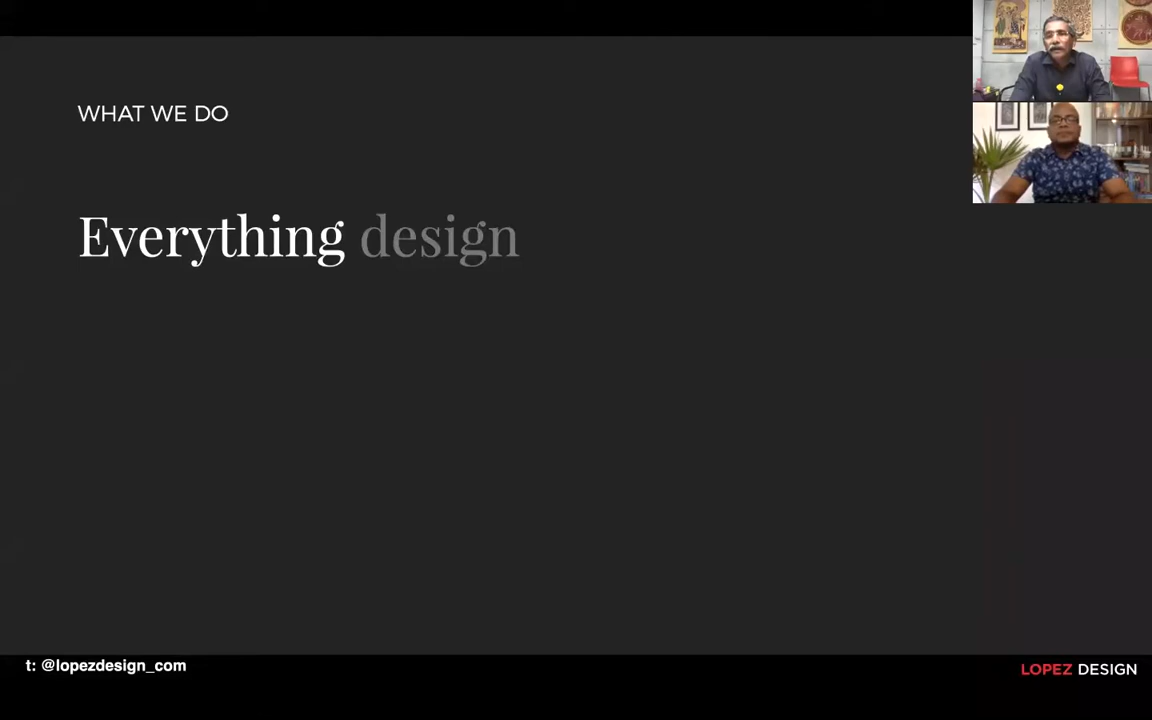 WHAT WE DO
Everything design
t: @lopezdesign_com
LOPEZ DESIGN